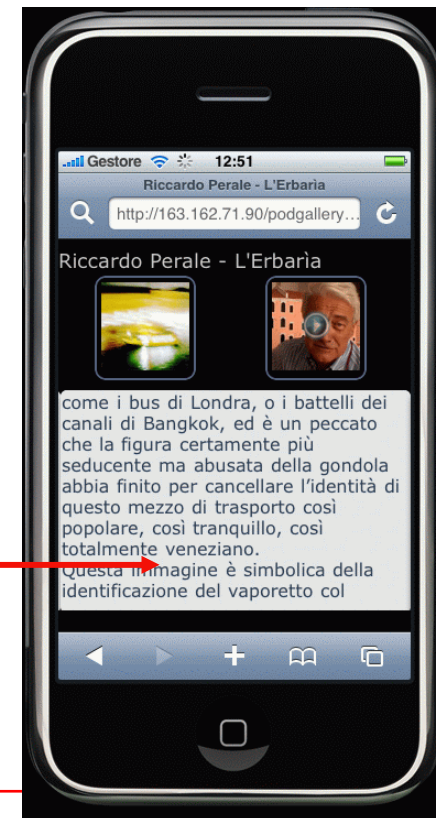 Gestore 12:51
Riccardo Perale - L'Erbarìa
http://163.162.71.90/podgallery...
Riccardo Perale - L'Erbarìa
come i bus di Londra, o i battelli dei
canali di Bangkok, ed è un peccato
che la figura certamente più
seducente ma abusata della gondola
abbia finito per cancellare l'identità di
questo mezzo di trasporto così
popolare, così tranquillo, così
totalmente veneziano.
Questa immagine è simbolica della
identificazione del vaporetto col